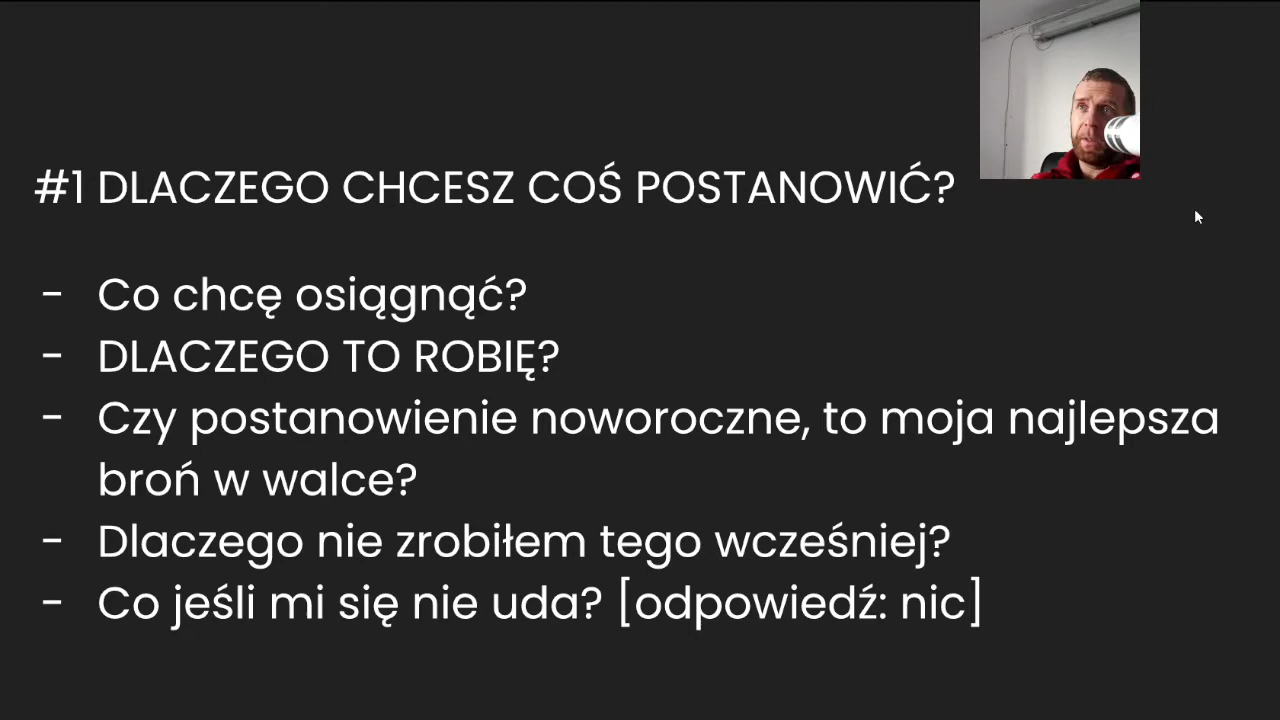 #1 DLACZEGO CHCESZ COŚ POSTANOWIĆ?
- Co chcę osiągnąć?
- DLACZEGO TO ROBIĘ?
- Czy postanowienie noworoczne, to moja najlepsza
broń w walce?
- Dlaczego nie zrobiłem tego wcześniej?
- Co jeśli mi się nie uda? [odpowiedź: nic]